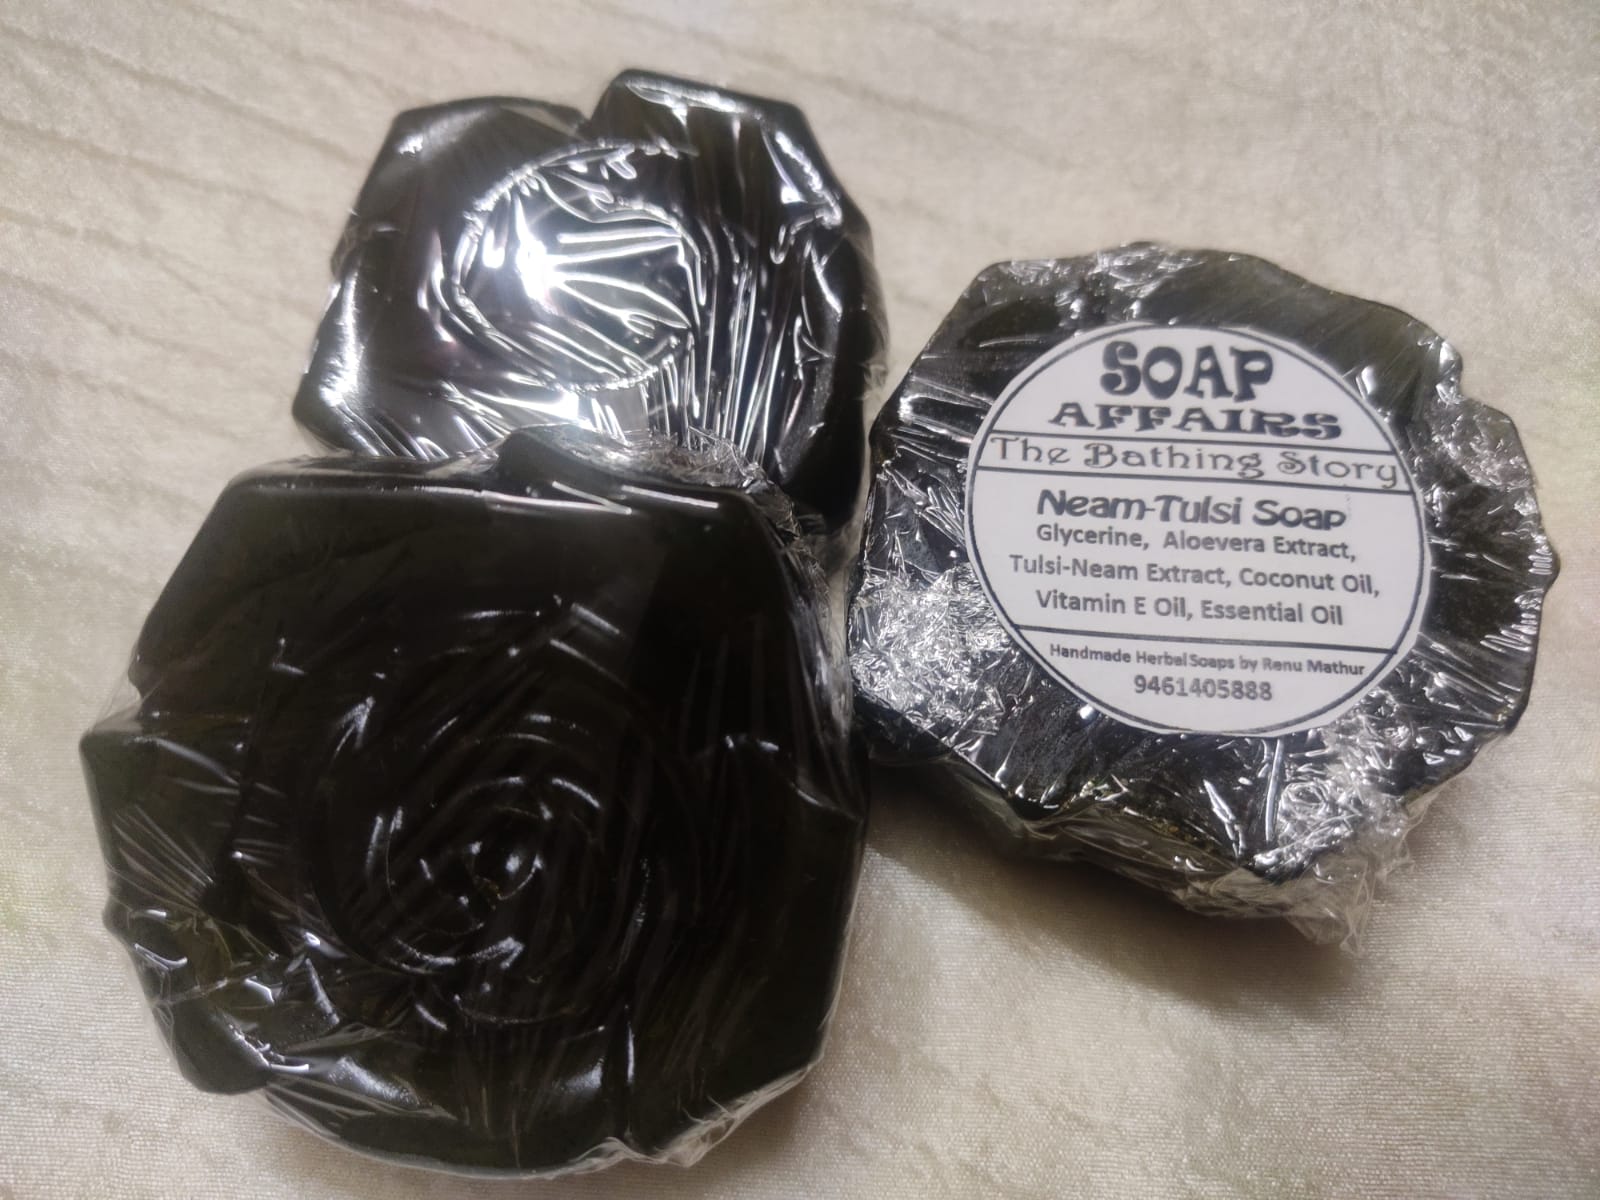 SOAP
AFFAIRS
The Bathing Story
Neam-Tulsi Soap
Glycerine, Aloevera Extract,
Tulsi-Neam Extract, Coconut Oil,
Vitamin E Oil, Essential Oil
Handmade Herbal Soaps by Renu Mathur
9461405888